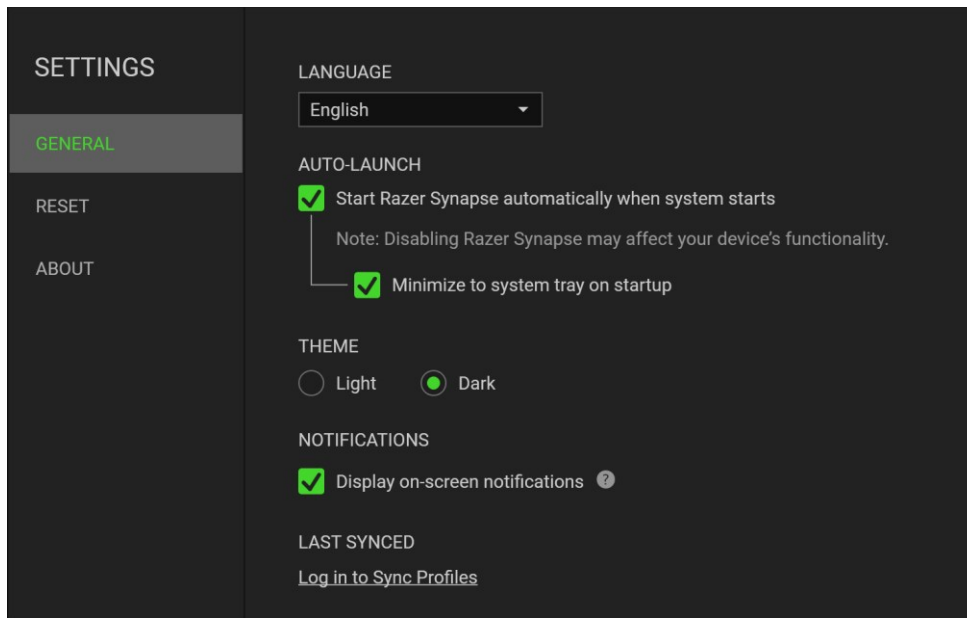 SETTINGS
GENERAL
RESET
ABOUT
LANGUAGE
English
AUTO-LAUNCH
Start Razer Synapse automatically when system starts
Note: Disabling Razer Synapse may affect your device’s functionality.
Minimize to system tray on startup
THEME
Light Dark
NOTIFICATIONS
Display on-screen notifications ?
LAST SYNCED
Log in to Sync Profiles